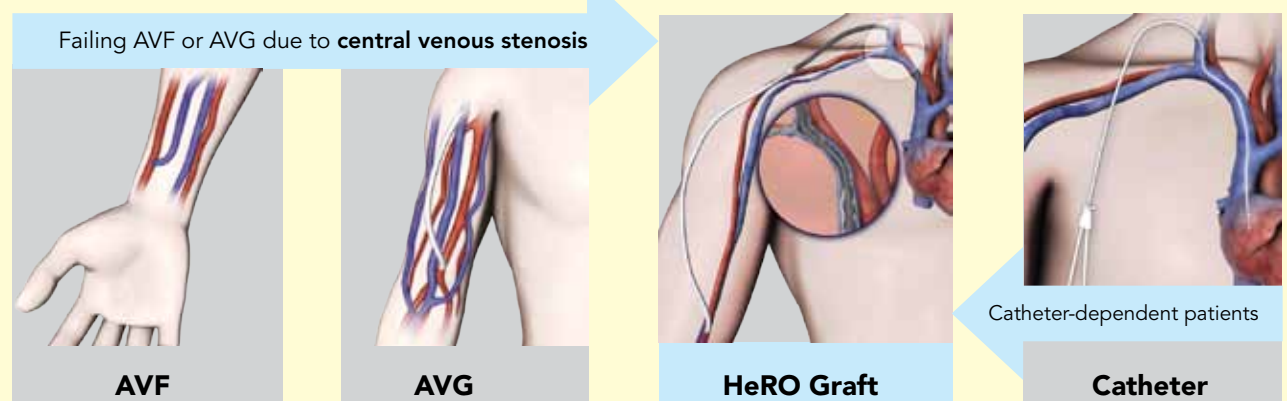 Failing AVF or AVG due to central venous stenosis
Catheter-dependent patients
AVF
AVG
HeRO Graft
Catheter